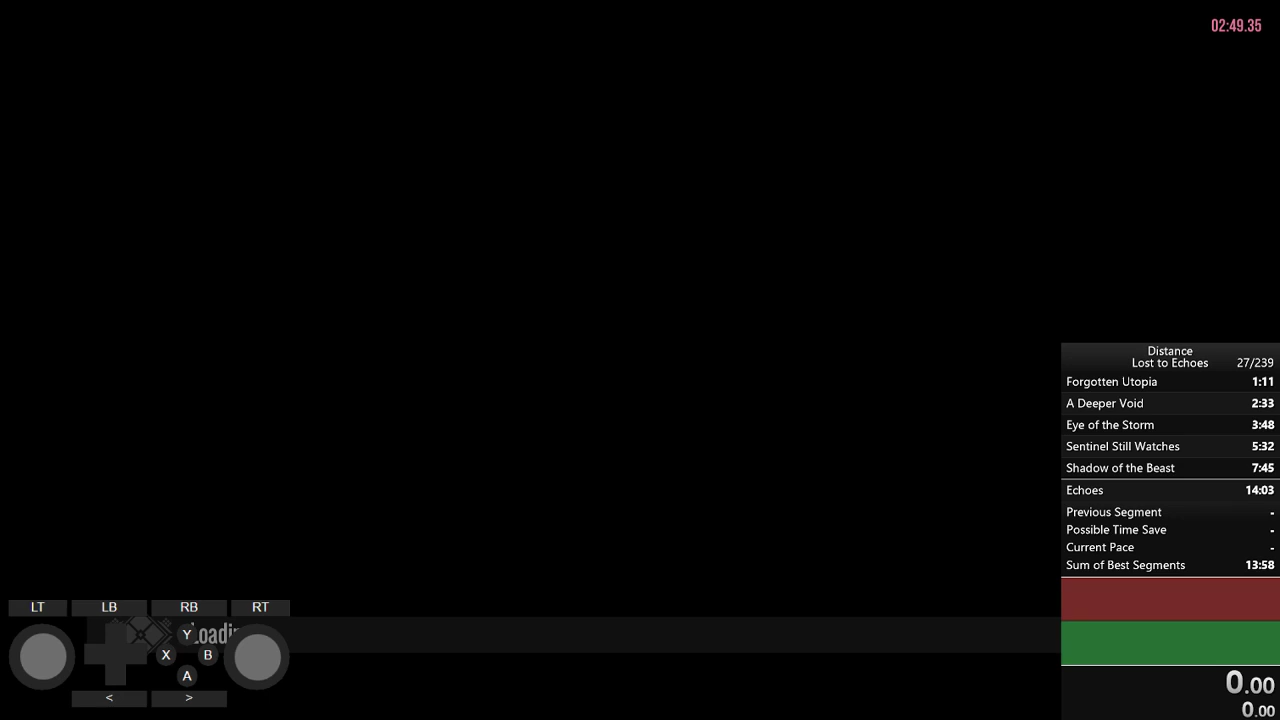 02:49.35
Distance
Lost to Echoes 27/239
Forgotten Utopia 1:11
A Deeper Void 2:33
Eye of the Storm 3:48
Sentinel Still Watches 5:32
Shadow of the Beast 7:45
Echoes 14:03
Previous Segment -
Possible Time Save -
Current Pace -
Sum of Best Segments 13:58
LT LB RB RT
Y
X B
A
< >
0.00
0.00